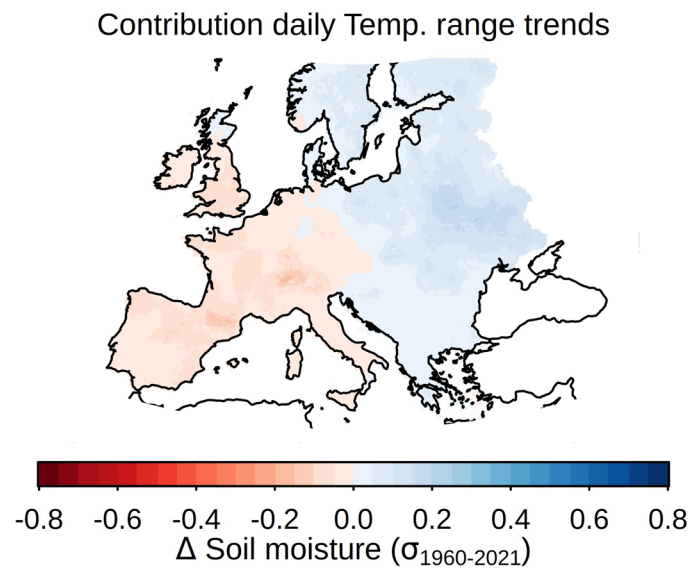 Contribution daily Temp. range trends
-0.8 -0.6 -0.4 -0.2 0.0 0.2 0.4 0.6 0.8
Δ Soil moisture (σ1960-2021)